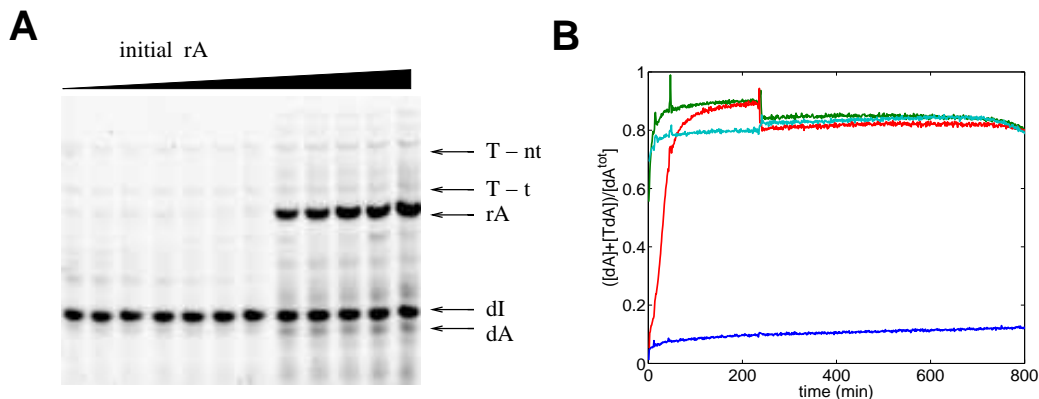 A
initial rA
T – nt
T – t
rA
dI
dA
B
1
0.8
0.6
0.4
0.2
0
0 200 400 600 800
time (min)
([dA]+[TdA])/[dA^tot]